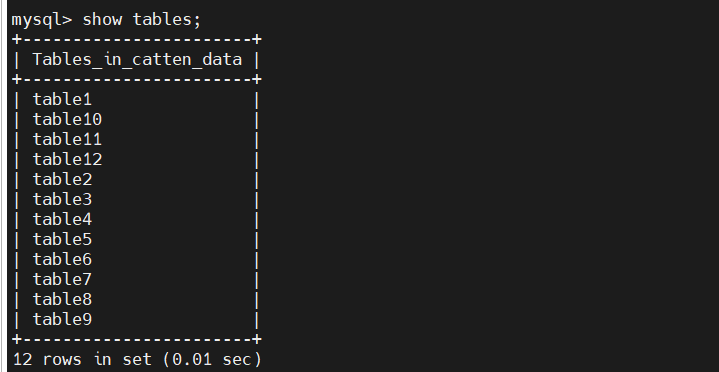 mysql> show tables;
+-----------------------+
| Tables_in_catten_data |
+-----------------------+
| table1                |
| table10               |
| table11               |
| table12               |
| table2                |
| table3                |
| table4                |
| table5                |
| table6                |
| table7                |
| table8                |
| table9                |
+-----------------------+
12 rows in set (0.01 sec)